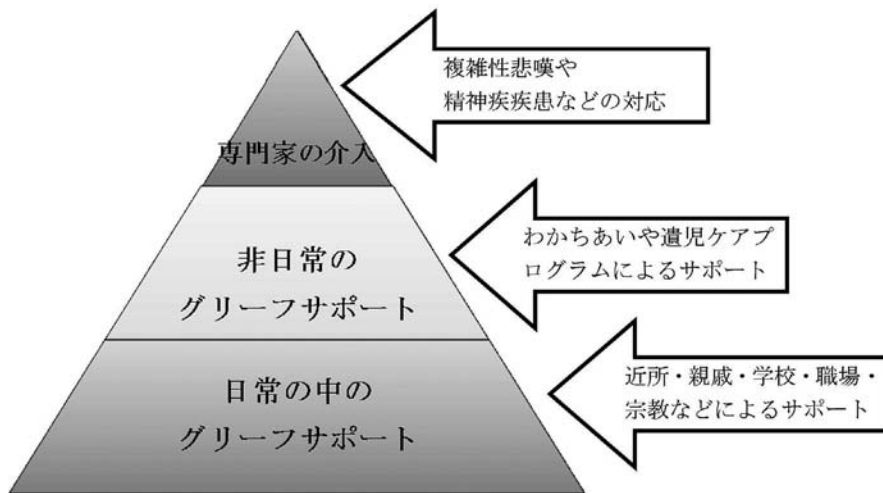 複雑性悲嘆や
精神疾疾患などの対応
専門家の介入
わかちあいや遺児ケアプ
ログラムによるサポート
非日常の
グリーフサポート
近所・親戚・学校・職場・
宗教などによるサポート
日常の中の
グリーフサポート